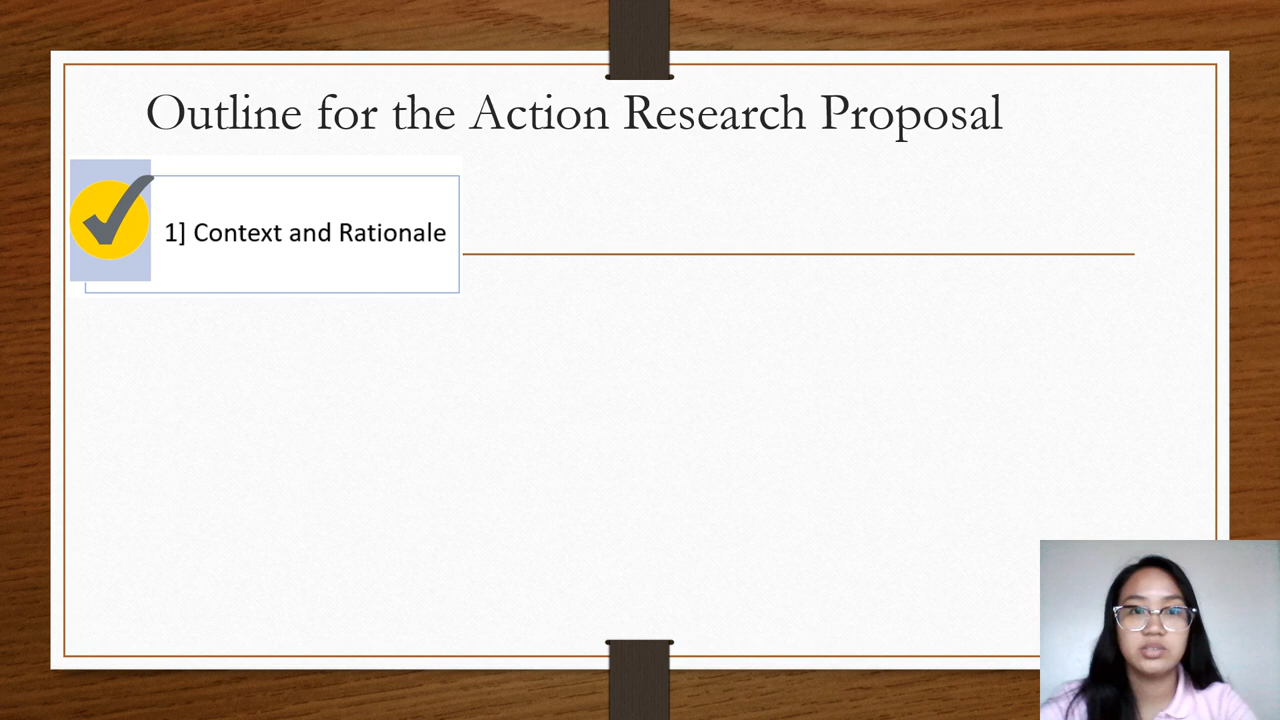 Outline for the Action Research Proposal
1] Context and Rationale